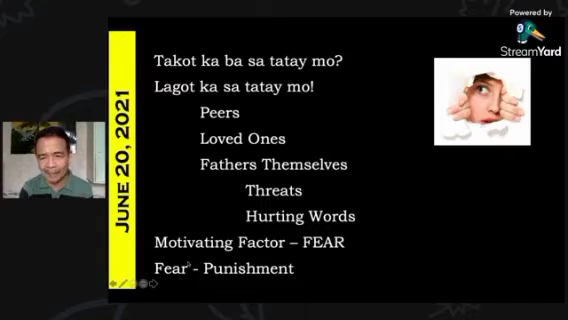 Powered by
StreamYard
June 20, 2021
Takot ka ba sa tatay mo?
Lagot ka sa tatay mo!
Peers
Loved Ones
Fathers Themselves
Threats
Hurting Words
Motivating Factor – FEAR
Fear - Punishment